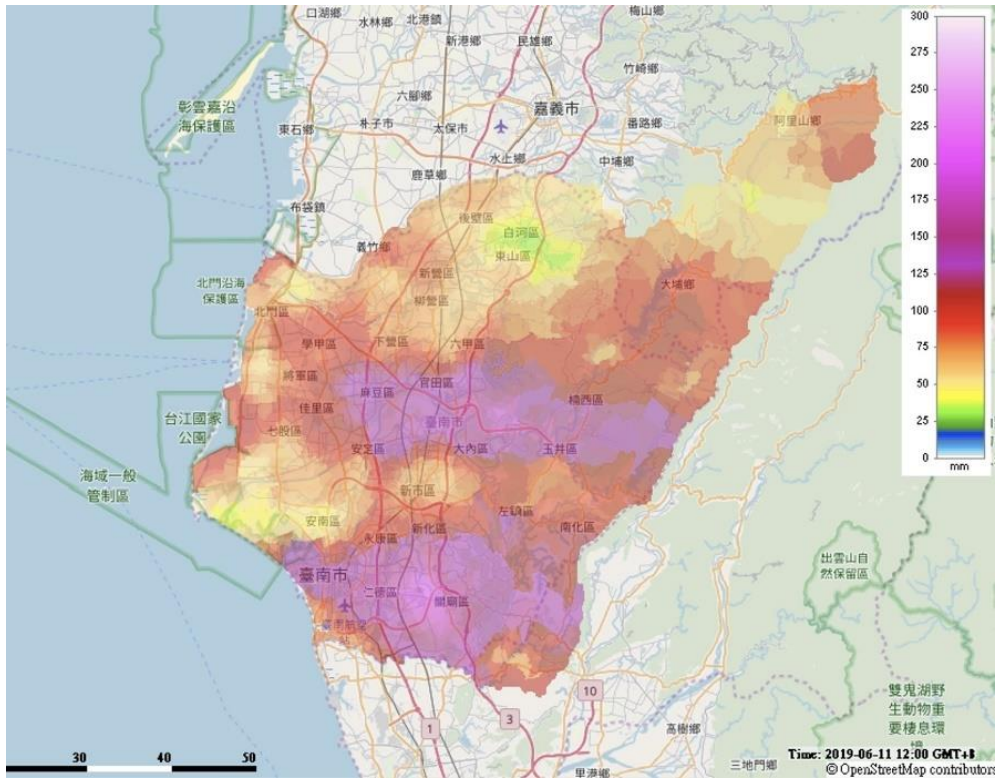 口湖鄉
水林鄉
北港鎮
梅山鄉
新港鄉
民雄鄉
竹崎鄉
彰雲嘉沿
海保護區
六腳鄉
嘉義市
東石鄉
朴子市
太保市
番路鄉
阿里山鄉
水上鄉
中埔鄉
鹿草鄉
布袋鎮
後壁區
白河區
義竹鄉
東山區
新營區
北門沿海
保護區
大埔鄉
柳營區
北門區
學甲區
下營區
六甲區
將軍區
官田區
麻豆區
楠西區
佳里區
台江國家
公園
臺南市
七股區
安定區
大內區
玉井區
海域一般
管制區
新市區
安南區
左鎮區
新化區
南化區
永康區
出雲山自
然保留區
臺南市
仁德區
關廟區
雙鬼湖野
生動物重
要棲息環
10
3
1
高樹鄉
里港鄉
三地門鄉
300
275
250
225
200
175
150
125
100
75
50
25
0
mm
30
40
50
Time: 2019-06-11 12:00 GMT+8
© OpenStreetMap contributors